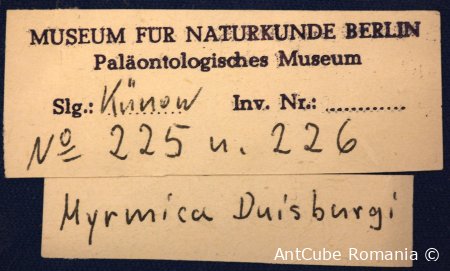 MUSEUM FÜR NATURKUNDE BERLIN
Paläontologisches Museum
Slg.: Künow Inv. Nr.: ...........
No 225 u. 226
Myrmica Duisburgi
AntCube Romania ©